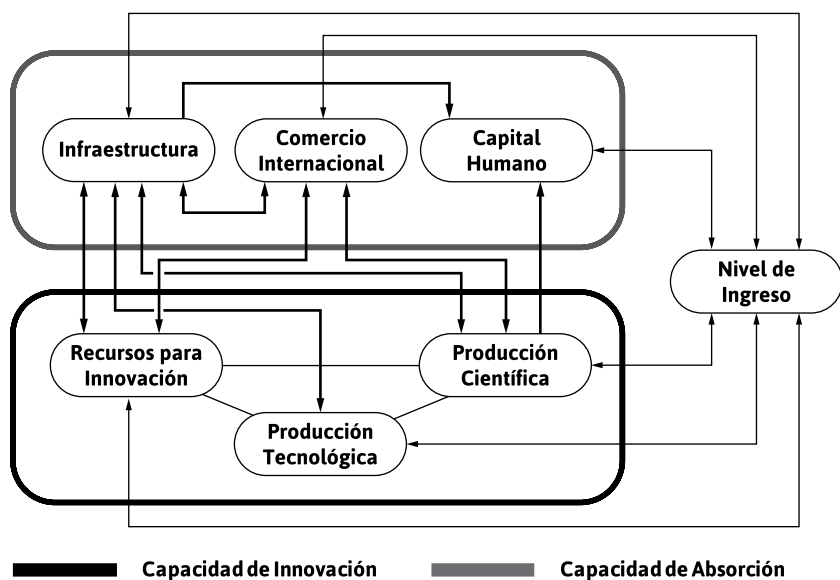 Infraestructura
Comercio
Internacional
Capital
Humano
Nivel de
Ingreso
Recursos para
Innovación
Producción
Científica
Producción
Tecnológica
Capacidad de Innovación
Capacidad de Absorción